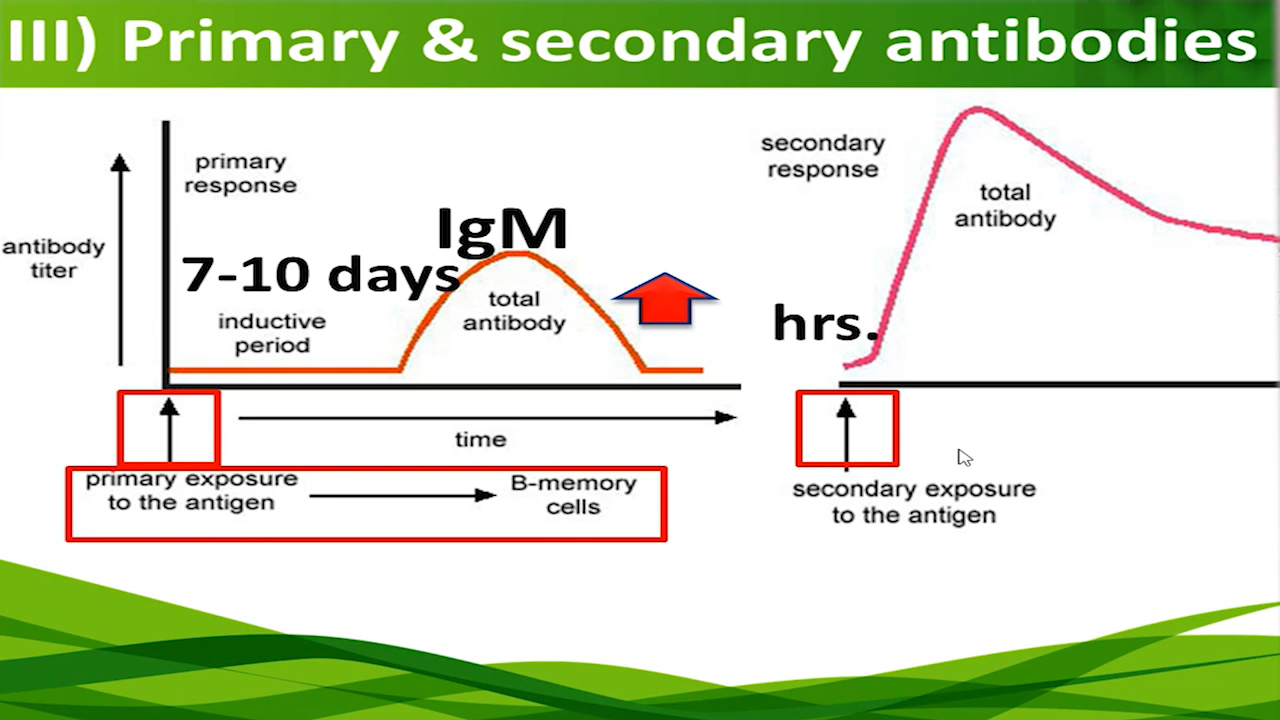 III) Primary & secondary antibodies
primary
response
IgM
7-10 days
antibody
titer
inductive
period
total
antibody
time
primary exposure
to the antigen
B-memory
cells
secondary
response
total
antibody
hrs.
secondary exposure
to the antigen